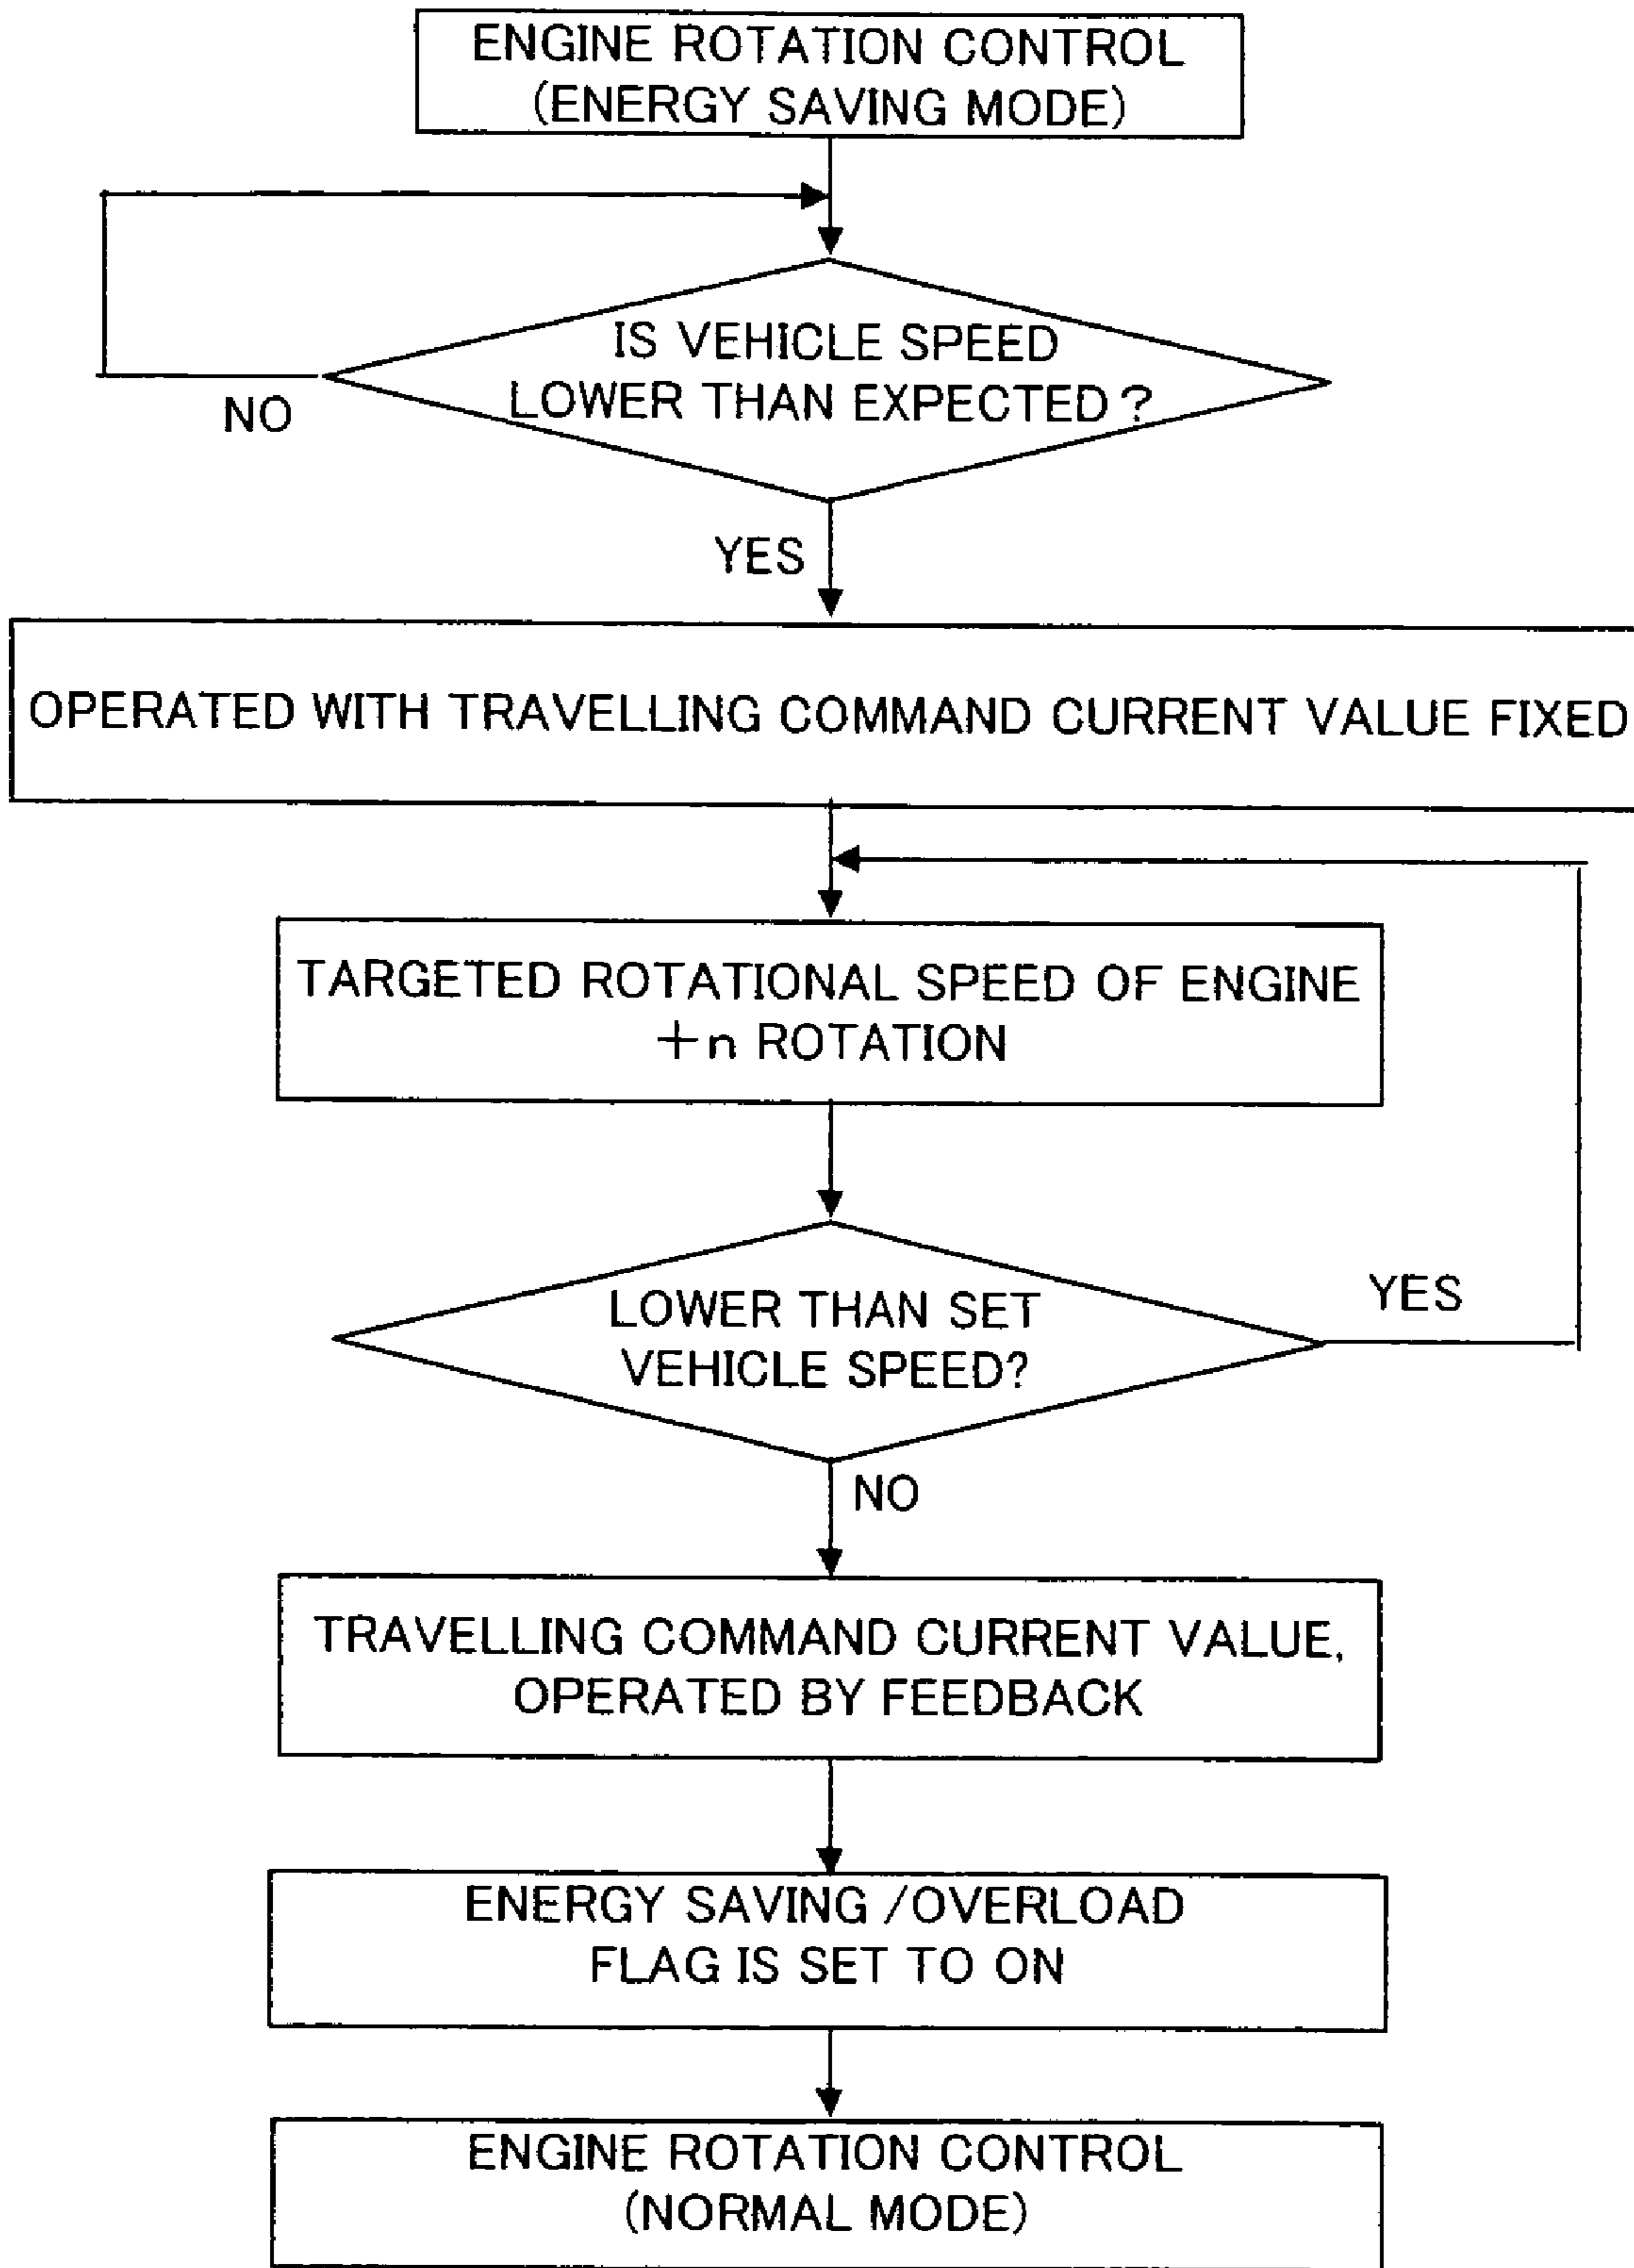 ENGINE ROTATION CONTROL
(ENERGY SAVING MODE)
IS VEHICLE SPEED
LOWER THAN EXPECTED?
NO
YES
OPERATED WITH TRAVELLING COMMAND CURRENT VALUE FIXED
TARGETED ROTATIONAL SPEED OF ENGINE
+n ROTATION
LOWER THAN SET
VEHICLE SPEED?
YES
NO
TRAVELLING COMMAND CURRENT VALUE,
OPERATED BY FEEDBACK
ENERGY SAVING /OVERLOAD
FLAG IS SET TO ON
ENGINE ROTATION CONTROL
(NORMAL MODE)